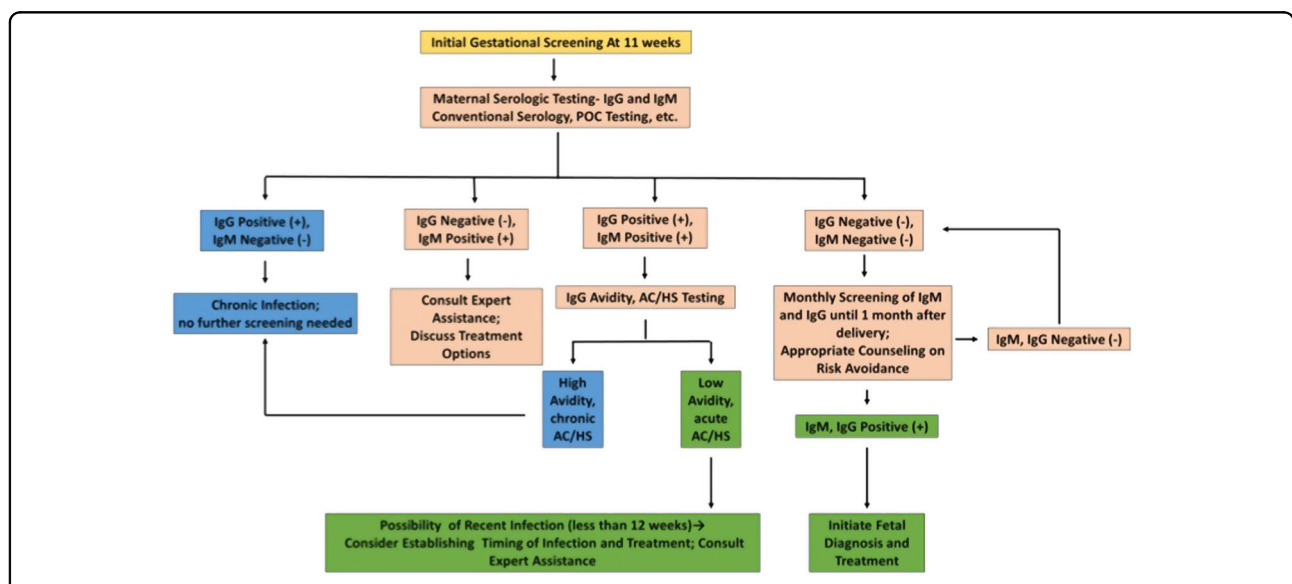 Initial Gestational Screening At 11 weeks
Maternal Serologic Testing- IgG and IgM
Conventional Serology, POC Testing, etc.
IgG Positive (+),
IgM Negative (-)
IgG Negative (-),
IgM Positive (+)
IgG Positive (+),
IgM Positive (+)
IgG Negative (-),
IgM Negative (-)
Chronic Infection;
no further screening needed
Consult Expert
Assistance;
Discuss Treatment
Options
IgG Avidity, AC/HS Testing
Monthly Screening of IgM
and IgG until 1 month after
delivery;
Appropriate Counseling on
Risk Avoidance
IgM, IgG Negative (-)
High
Avidity,
chronic
AC/HS
Low
Avidity,
acute
AC/HS
IgM, IgG Positive (+)
Possibility of Recent Infection (less than 12 weeks)→
Consider Establishing Timing of Infection and Treatment; Consult
Expert Assistance
Initiate Fetal
Diagnosis and
Treatment